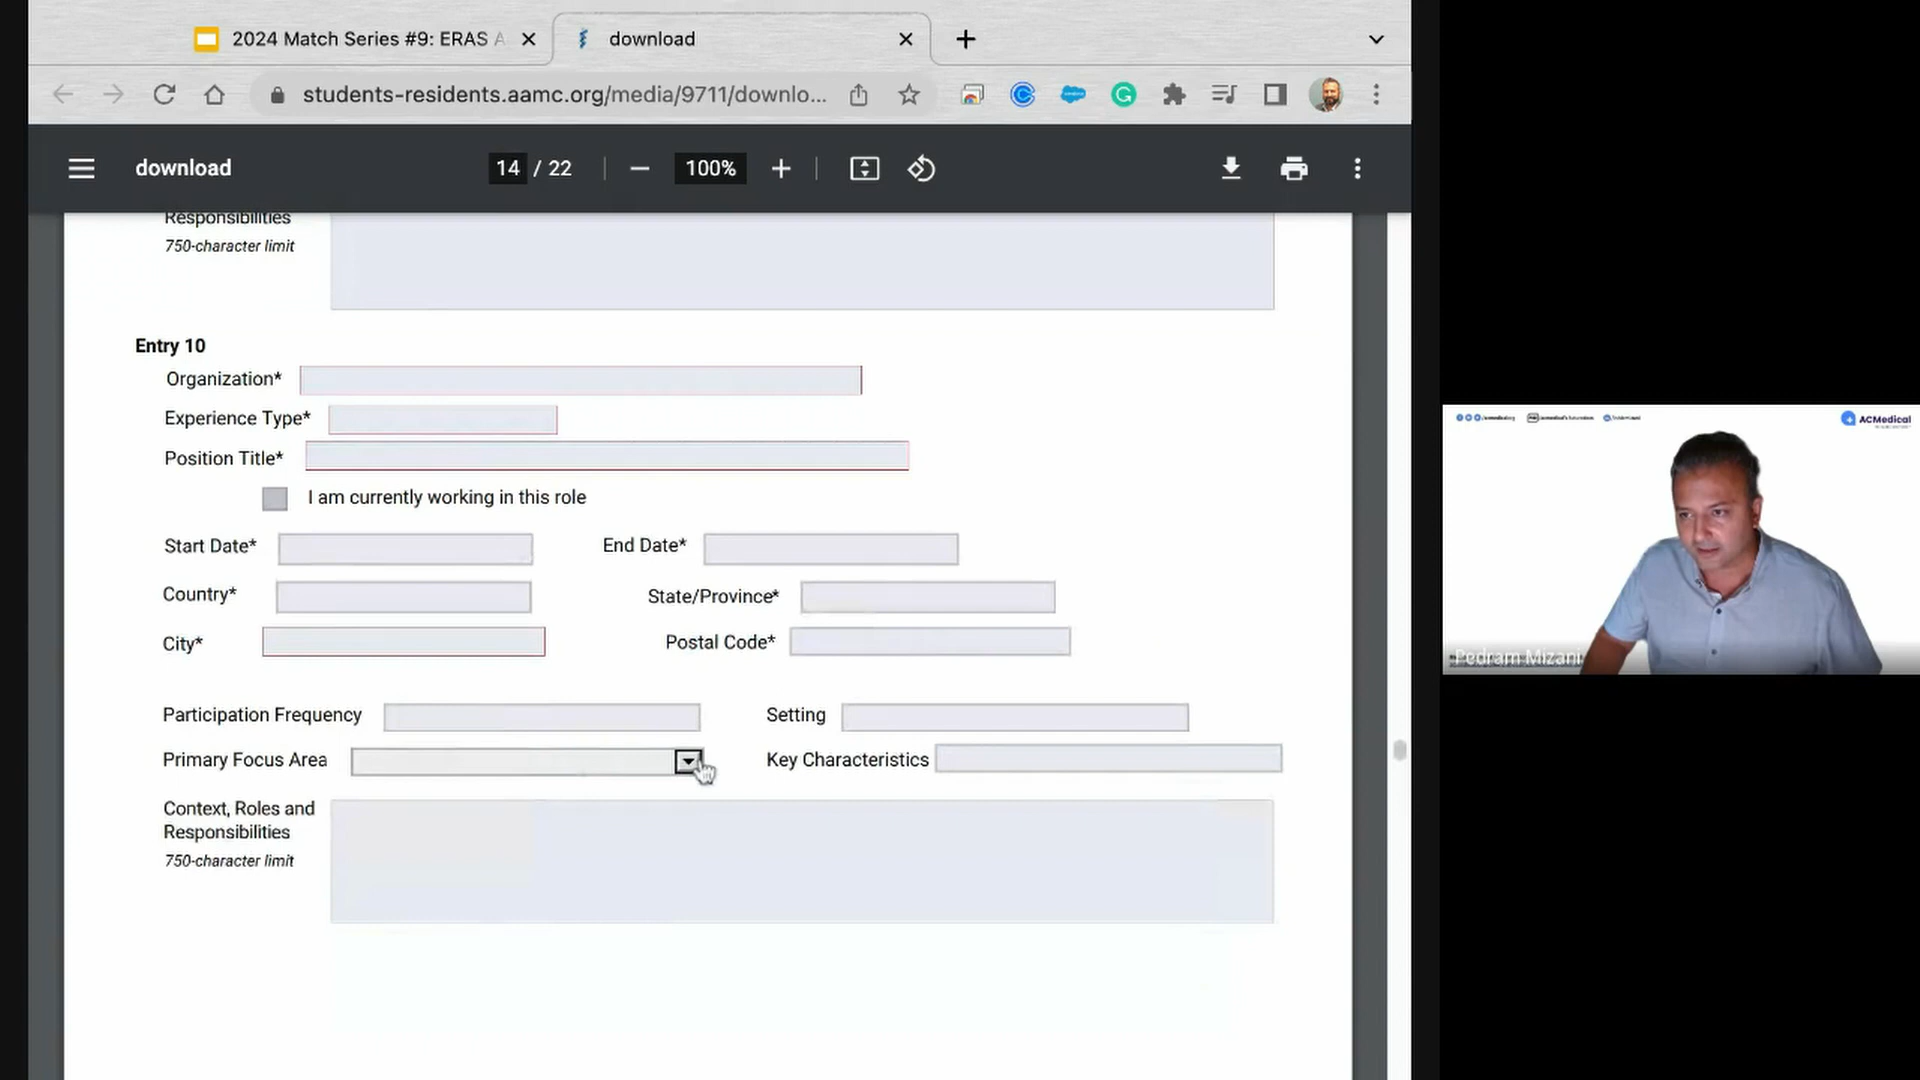 2024 Match Series #9: ERAS A
download
students-residents.aamc.org/media/9711/downlo...
download
14 / 22
100%
Responsibilities
750-character limit
Entry 10
Organization*
Experience Type*
Position Title*
I am currently working in this role
Start Date*
End Date*
Country*
State/Province*
City*
Postal Code*
Participation Frequency
Setting
Primary Focus Area
Key Characteristics
Context, Roles and
Responsibilities
750-character limit
ACMedical
Pedram Mizani